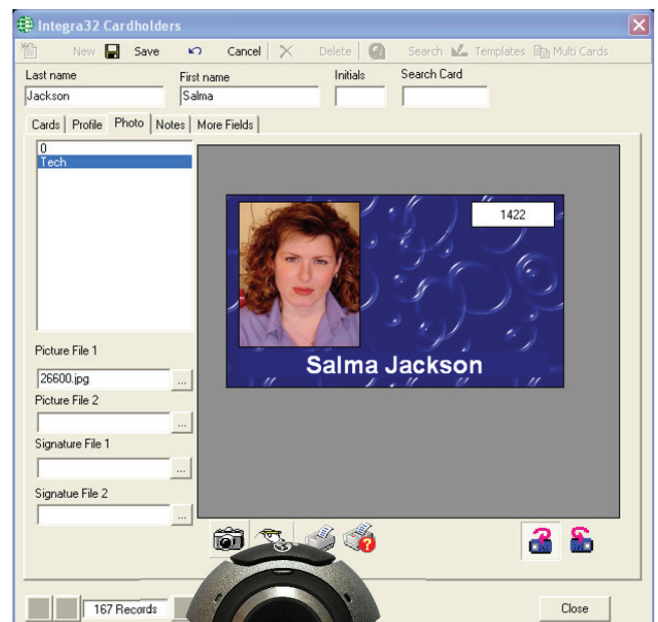 Integra32 Cardholders
New Save Cancel Delete Search Templates Multi Cards
Last name First name Initials Search Card
Jackson Salma
Cards Profile Photo Notes More Fields
0
Tech
1422
Salma Jackson
Picture File 1
26600.jpg ...
Picture File 2
...
Signature File 1
...
Signatue File 2
...
167 Records Close